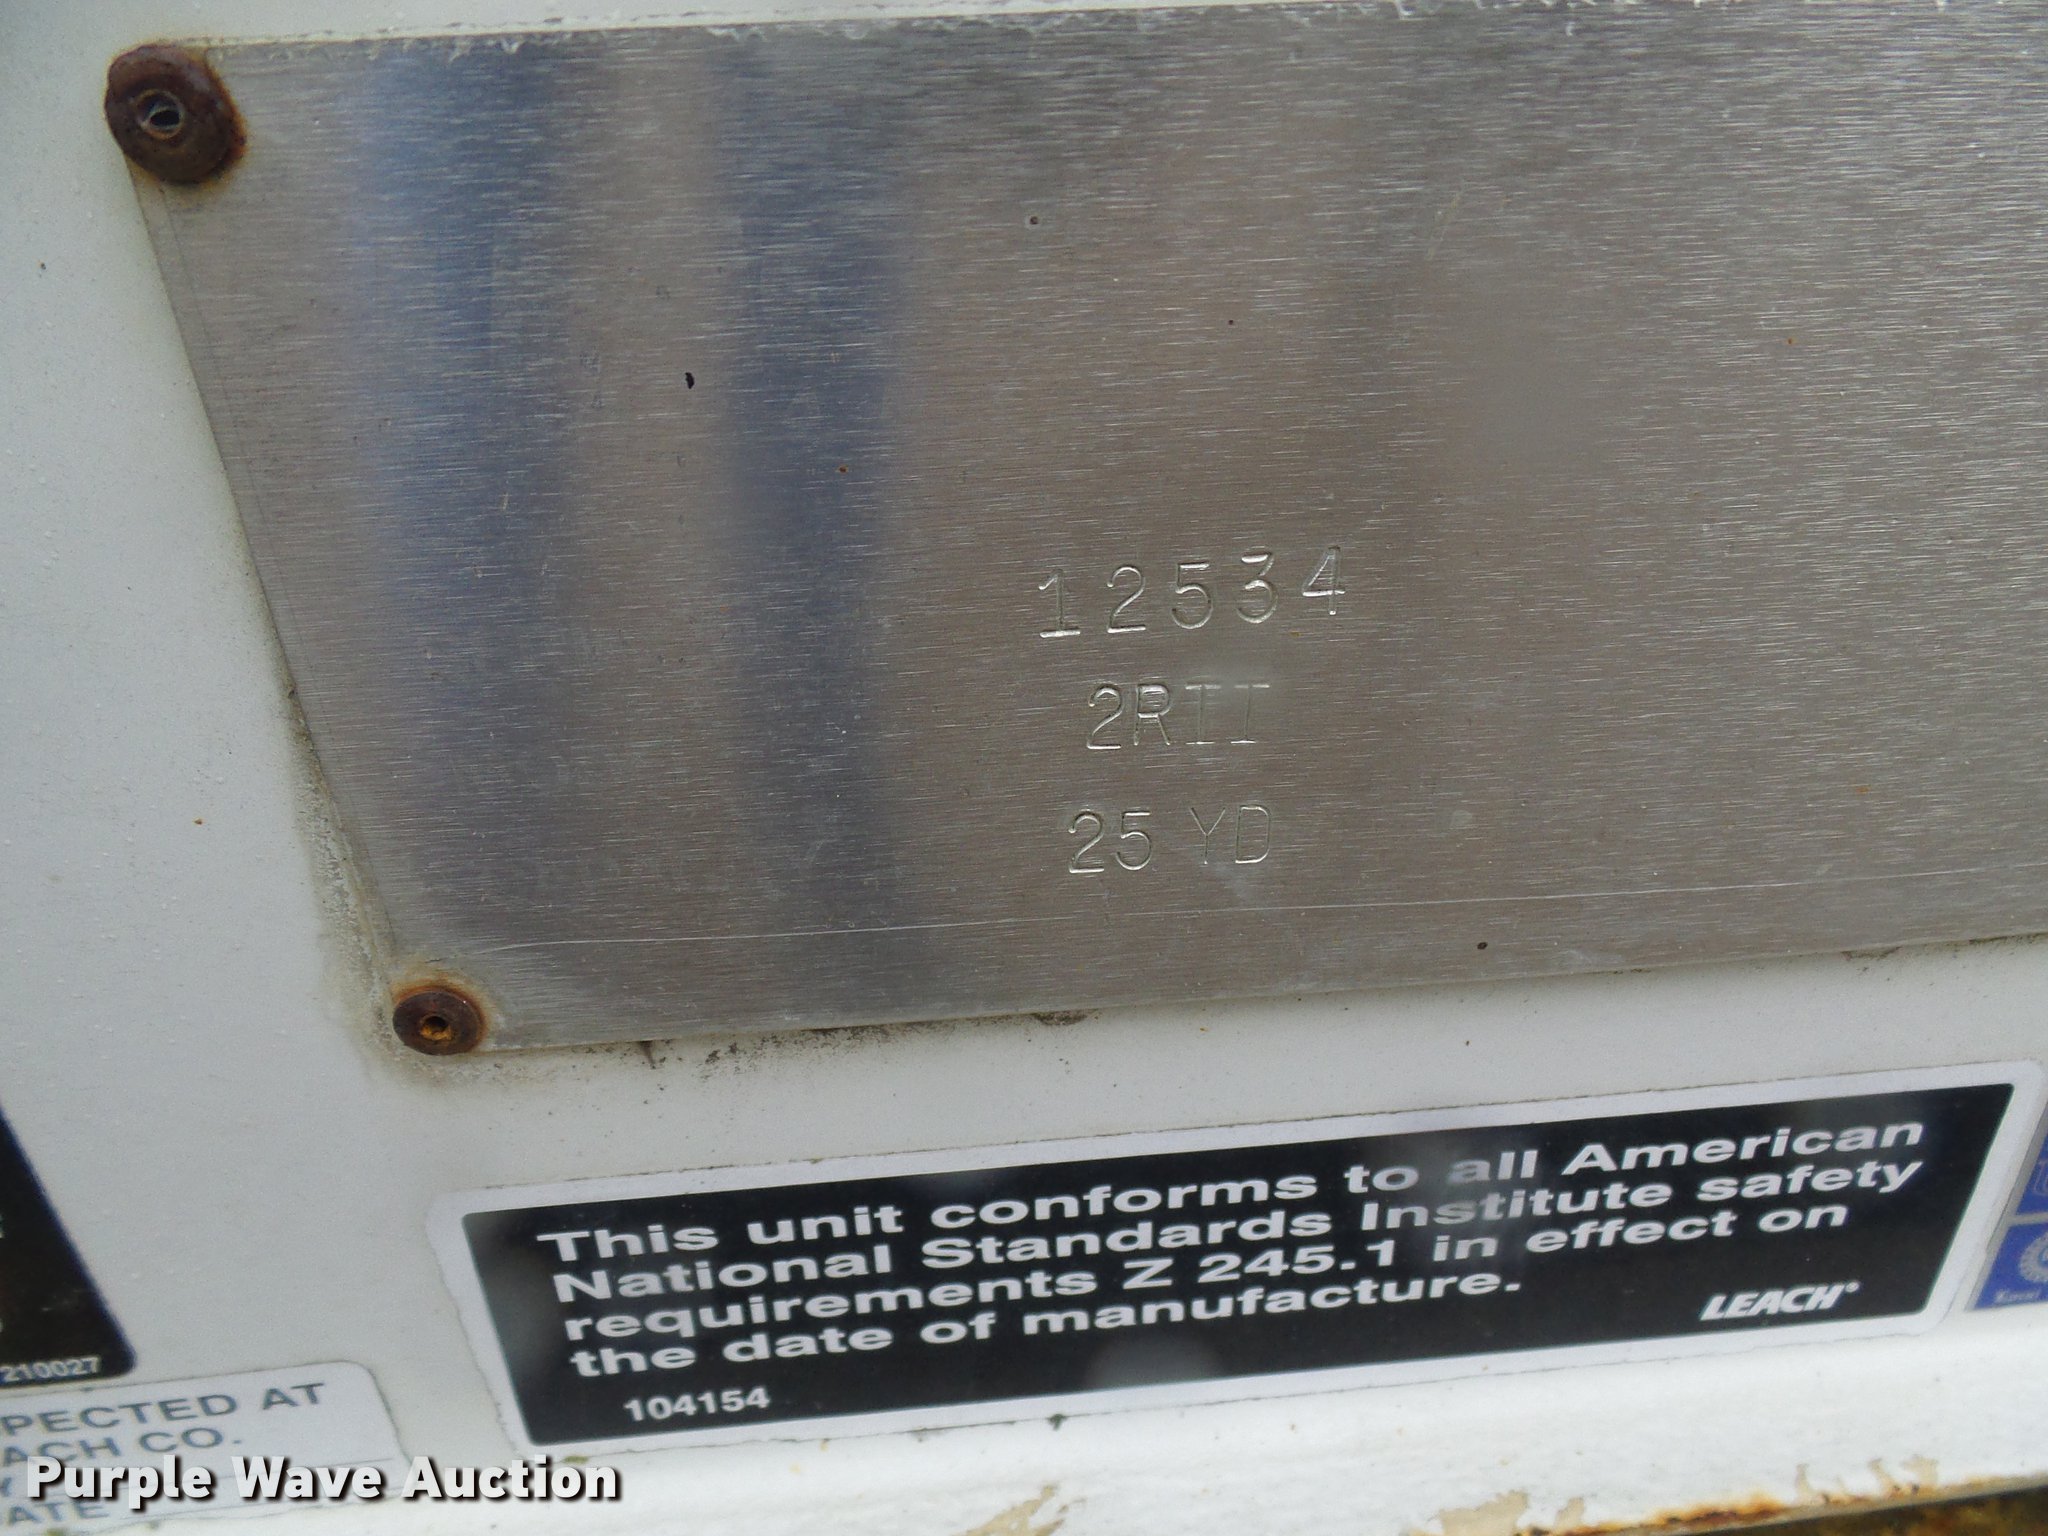 12534
2RII
25 YD
This unit conforms to all American
National Standards Institute safety
requirements Z 245.1 in effect on
the date of manufacture.
LEACH®
104154
210027
PECTED AT
ACH CO.
Y
ATE
Purple Wave Auction